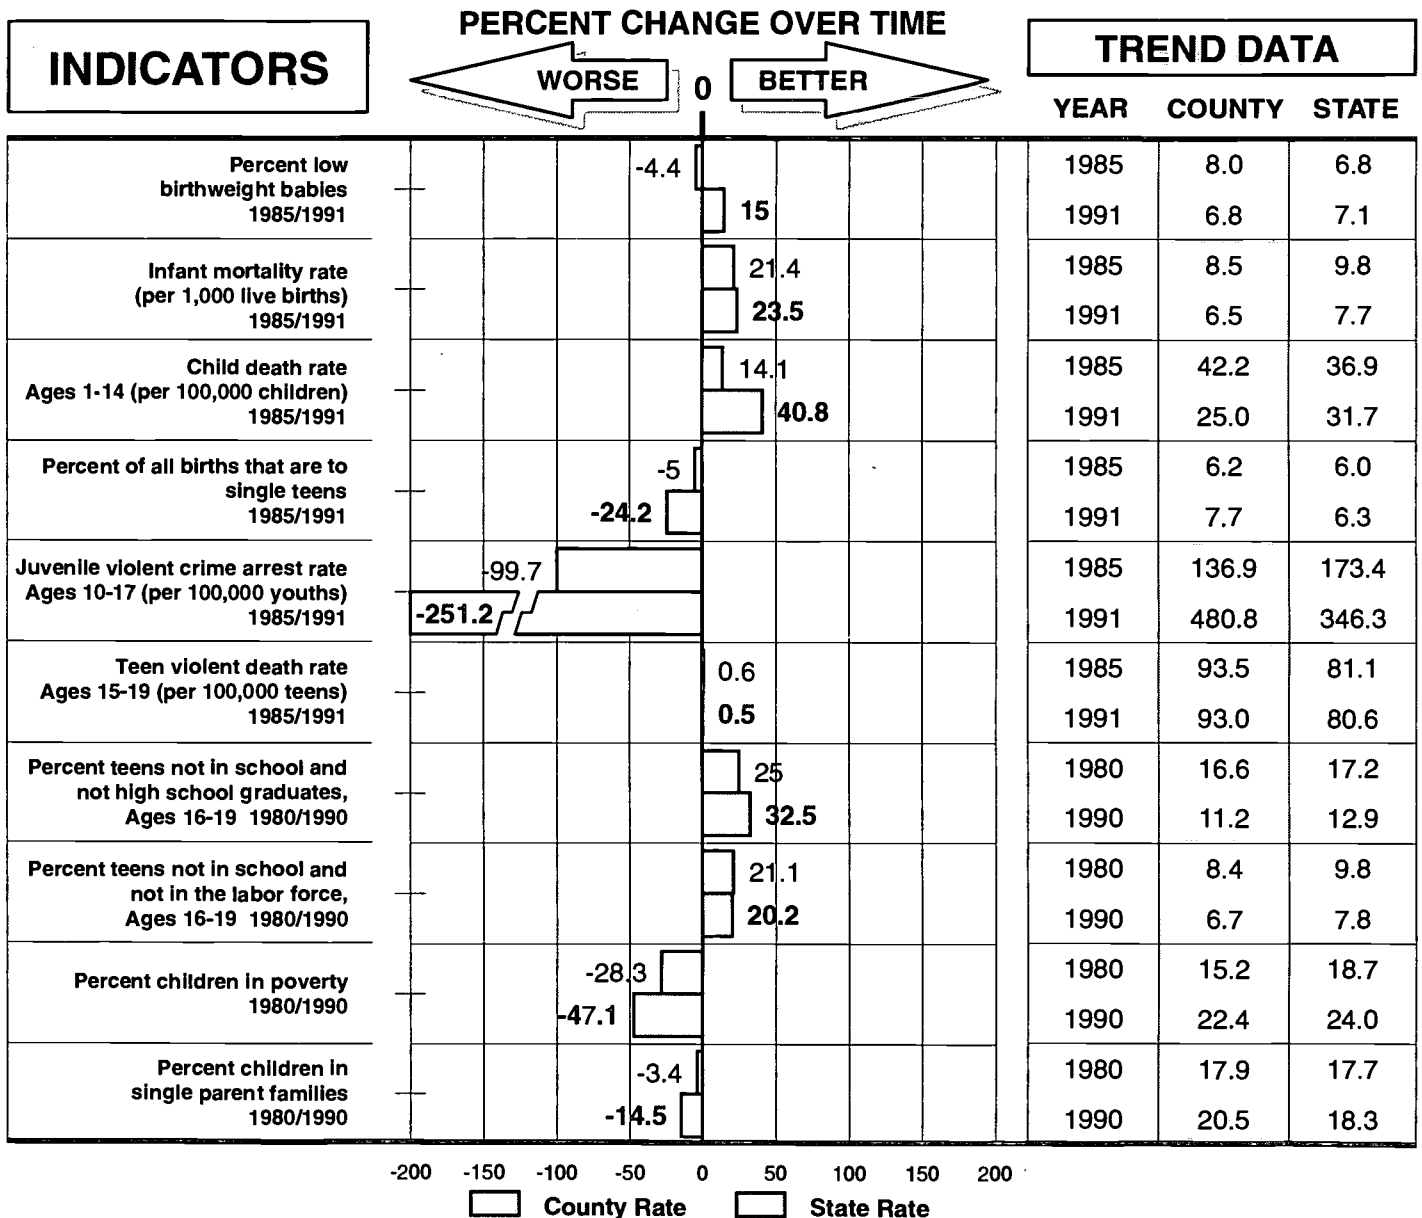 PERCENT CHANGE OVER TIME
INDICATORS
WORSE
0
BETTER
TREND DATA
YEAR COUNTY STATE
Percent low
birthweight babies
1985/1991
-4.4
15
1985 8.0 6.8
1991 6.8 7.1
Infant mortality rate
(per 1,000 live births)
1985/1991
21.4
23.5
1985 8.5 9.8
1991 6.5 7.7
Child death rate
Ages 1-14 (per 100,000 children)
1985/1991
14.1
40.8
1985 42.2 36.9
1991 25.0 31.7
Percent of all births that are to
single teens
1985/1991
-5
-24.2
1985 6.2 6.0
1991 7.7 6.3
Juvenile violent crime arrest rate
Ages 10-17 (per 100,000 youths)
1985/1991
-99.7
-251.2
1985 136.9 173.4
1991 480.8 346.3
Teen violent death rate
Ages 15-19 (per 100,000 teens)
1985/1991
0.6
0.5
1985 93.5 81.1
1991 93.0 80.6
Percent teens not in school and
not high school graduates,
Ages 16-19 1980/1990
25
32.5
1980 16.6 17.2
1990 11.2 12.9
Percent teens not in school and
not in the labor force,
Ages 16-19 1980/1990
21.1
20.2
1980 8.4 9.8
1990 6.7 7.8
Percent children in poverty
1980/1990
-28.3
-47.1
1980 15.2 18.7
1990 22.4 24.0
Percent children in
single parent families
1980/1990
-3.4
-14.5
1980 17.9 17.7
1990 20.5 18.3
-200 -150 -100 -50 0 50 100 150 200
County Rate State Rate